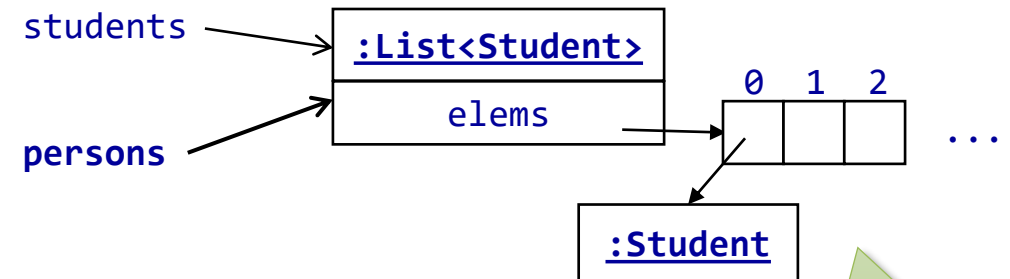 students
:List<Student>
0 1 2
elems
...
persons
:Student